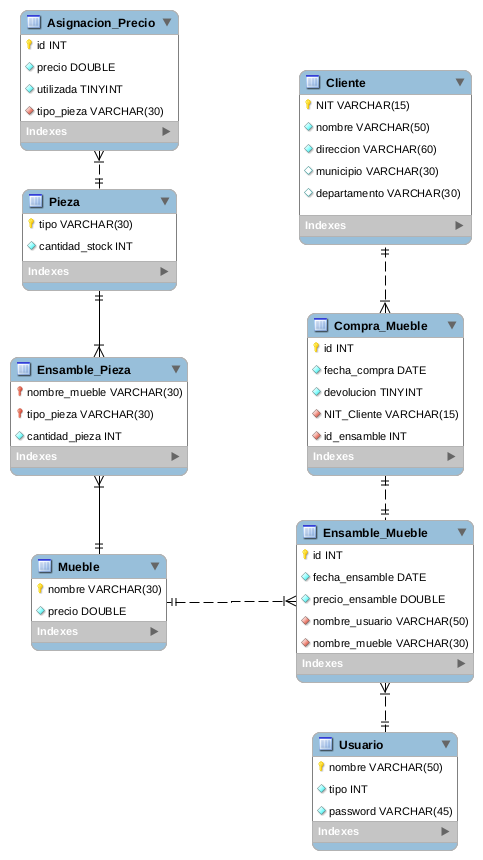 Asignacion_Precio
id INT
precio DOUBLE
utilizada TINYINT
tipo_pieza VARCHAR(30)
Indexes
Pieza
tipo VARCHAR(30)
cantidad_stock INT
Indexes
Ensamble_Pieza
nombre_mueble VARCHAR(30)
tipo_pieza VARCHAR(30)
cantidad_pieza INT
Indexes
Mueble
nombre VARCHAR(30)
precio DOUBLE
Indexes
Cliente
NIT VARCHAR(15)
nombre VARCHAR(50)
direccion VARCHAR(60)
municipio VARCHAR(30)
departamento VARCHAR(30)
Indexes
Compra_Mueble
id INT
fecha_compra DATE
devolucion TINYINT
NIT_Cliente VARCHAR(15)
id_ensamble INT
Indexes
Ensamble_Mueble
id INT
fecha_ensamble DATE
precio_ensamble DOUBLE
nombre_usuario VARCHAR(50)
nombre_mueble VARCHAR(30)
Indexes
Usuario
nombre VARCHAR(50)
tipo INT
password VARCHAR(45)
Indexes